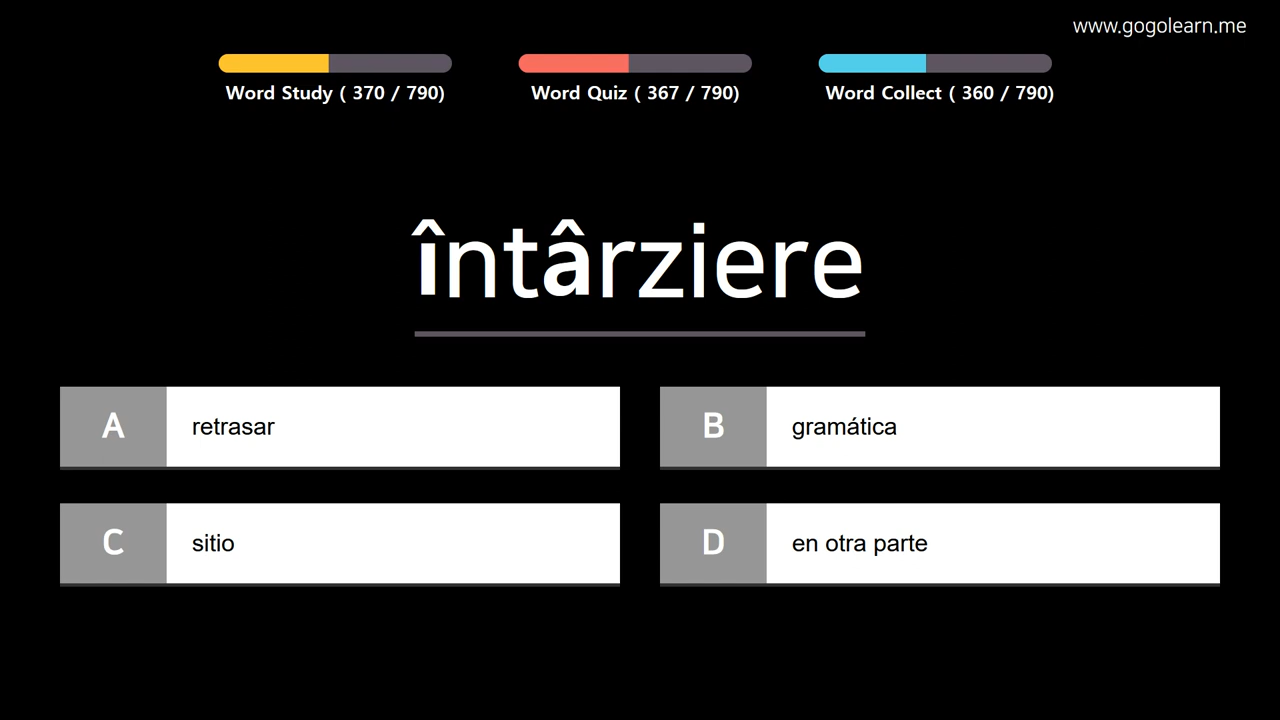 www.gogolearn.me
Word Study ( 370 / 790)
Word Quiz ( 367 / 790)
Word Collect ( 360 / 790)
întârziere
A retrasar
B gramática
C sitio
D en otra parte